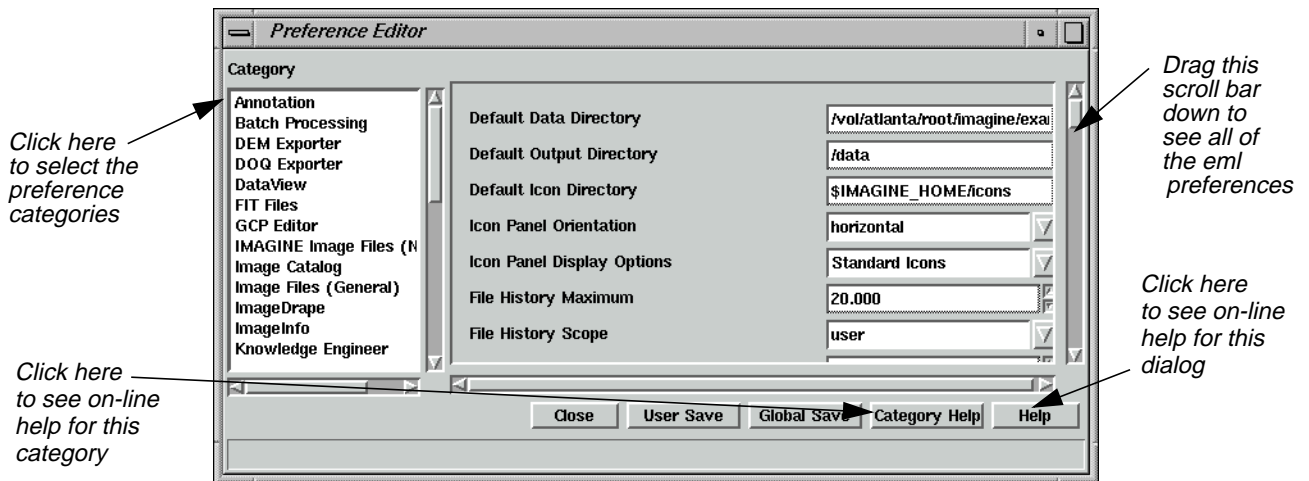 Preference Editor
Category
Annotation
Batch Processing
DEM Exporter
DOQ Exporter
DataView
FIT Files
GCP Editor
IMAGINE Image Files (N
Image Catalog
Image Files (General)
ImageDrape
ImageInfo
Knowledge Engineer
Default Data Directory
/vol/atlanta/root/imagine/exa
Default Output Directory
/data
Default Icon Directory
$IMAGINE_HOME/icons
Icon Panel Orientation
horizontal
Icon Panel Display Options
Standard Icons
File History Maximum
20.000
File History Scope
user
Close
User Save
Global Save
Category Help
Help
Click here
to select the
preference
categories
Click here
to see on-line
help for this
category
Drag this
scroll bar
down to
see all of
the eml
preferences
Click here
to see on-line
help for this
dialog